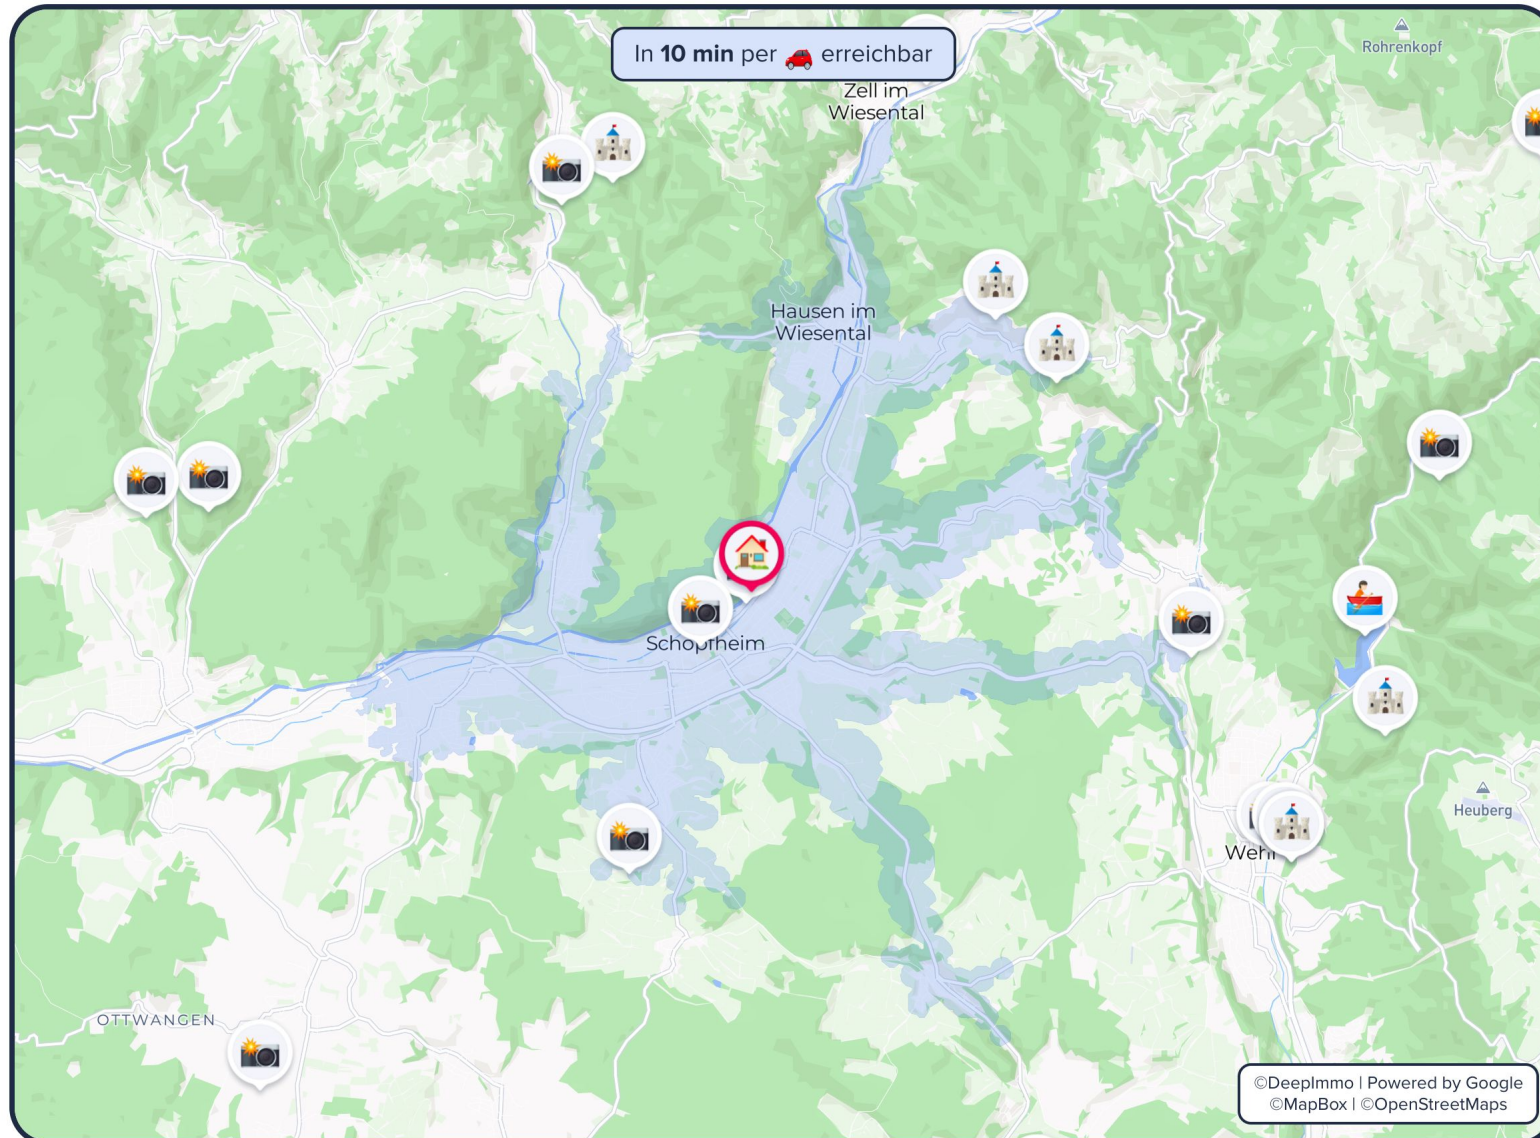 Rohrenkopf
In 10 min per erreichbar
Zell im
Wiesental
Hausen im
Wiesental
Schopfheim
Heuberg
Wehr
OTTWANGEN
©DeepImmo | Powered by Google
©MapBox | ©OpenStreetMaps